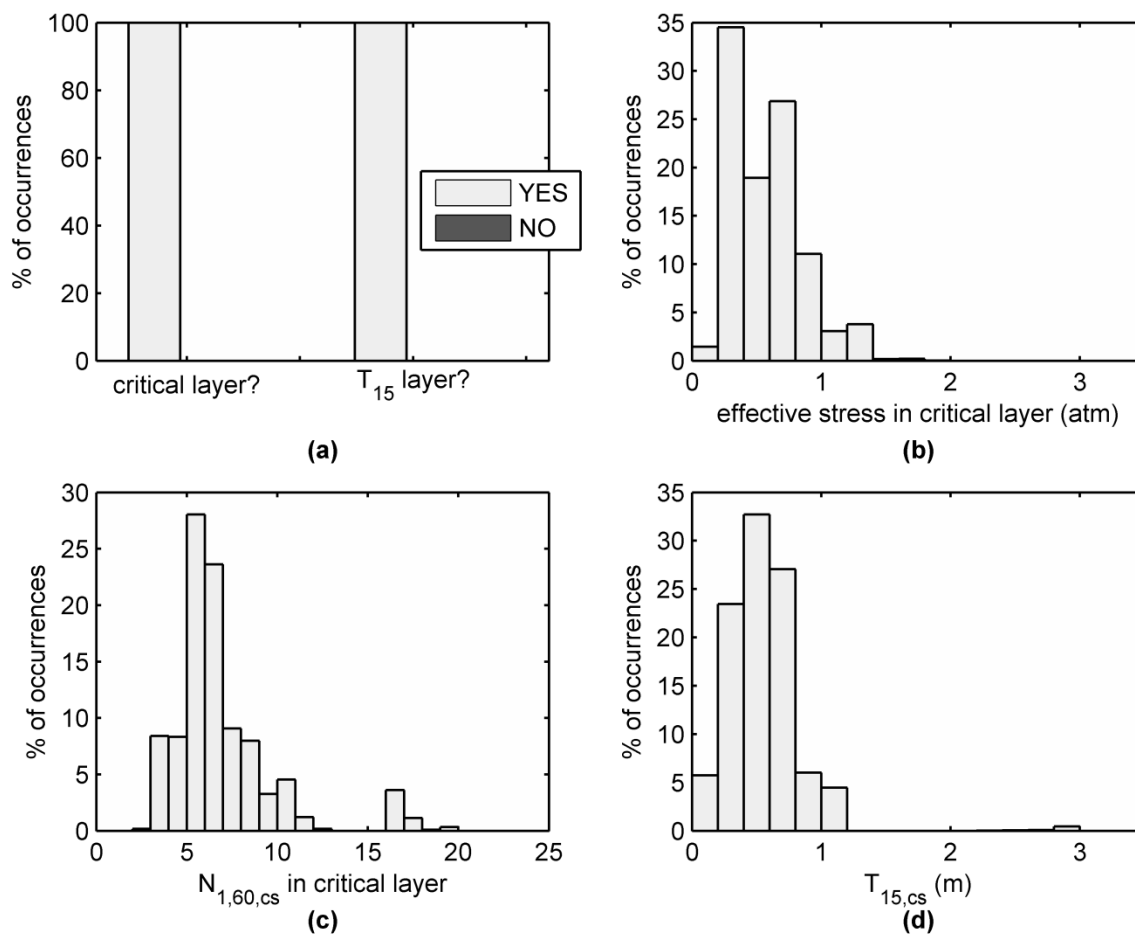 100
80
60
40
20
0
% of occurrences
critical layer?
T15 layer?
YES
NO
(a)
35
30
25
20
15
10
5
0
% of occurrences
0 1 2 3
effective stress in critical layer (atm)
(b)
30
25
20
15
10
5
0
% of occurrences
0 5 10 15 20 25
N1,60,cs in critical layer
(c)
35
30
25
20
15
10
5
0
% of occurrences
0 1 2 3
T15,cs (m)
(d)